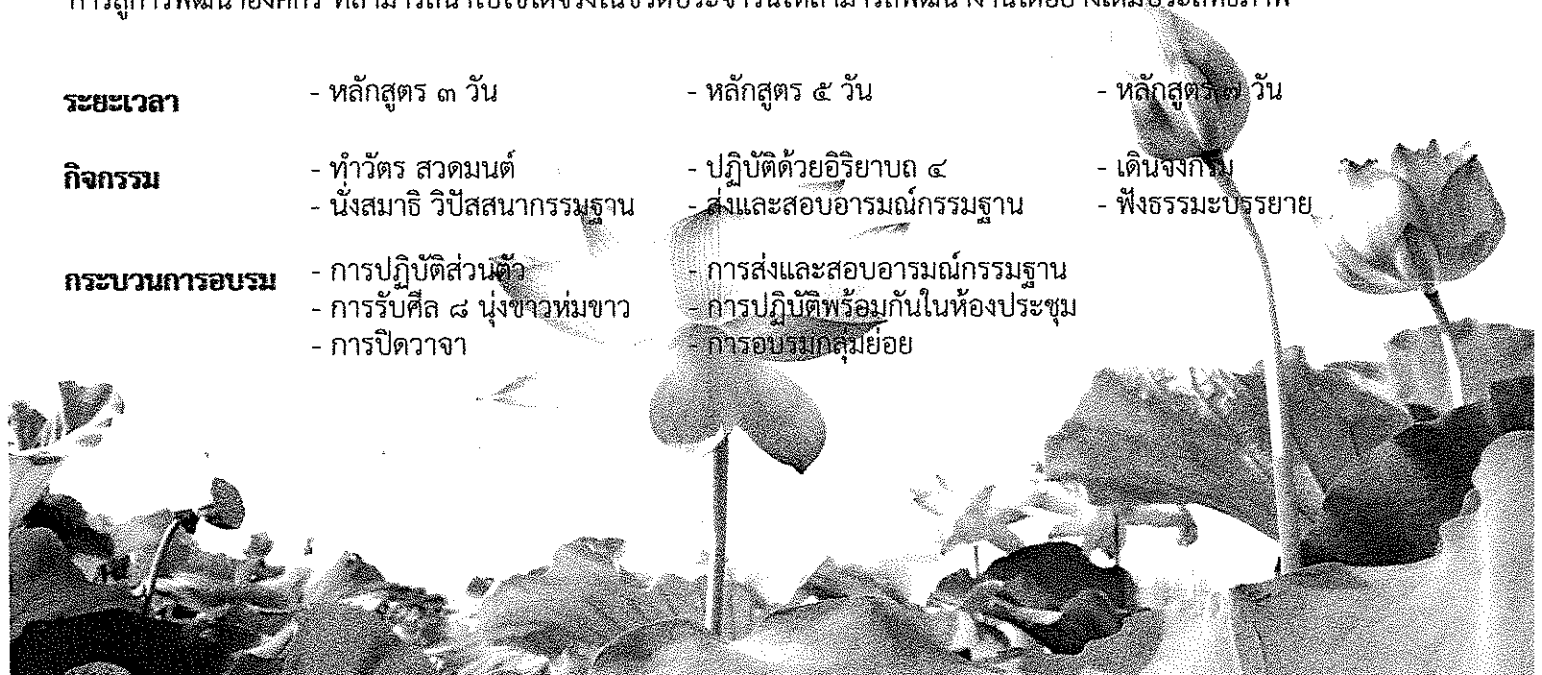 ระยะเวลา - หลักสูตร ๓ วัน - หลักสูตร ๕ วัน - หลักสูตร ๗ วัน
กิจกรรม - ทำวัตร สวดมนต์ - ปฏิบัติด้วยอิริยาบถ ๔ - เดินจงกรม
- นั่งสมาธิ วิปัสสนากรรมฐาน - ส่งและสอบอารมณ์กรรมฐาน - ฟังธรรมะบรรยาย
กระบวนการอบรม - การปฏิบัติส่วนตัว - การส่งและสอบอารมณ์กรรมฐาน
- การรับศีล ๘ นุ่งขาวห่มขาว - การปฏิบัติพร้อมกันในห้องประชุม
- การปิดวาจา - การอบรมกลุ่มย่อย